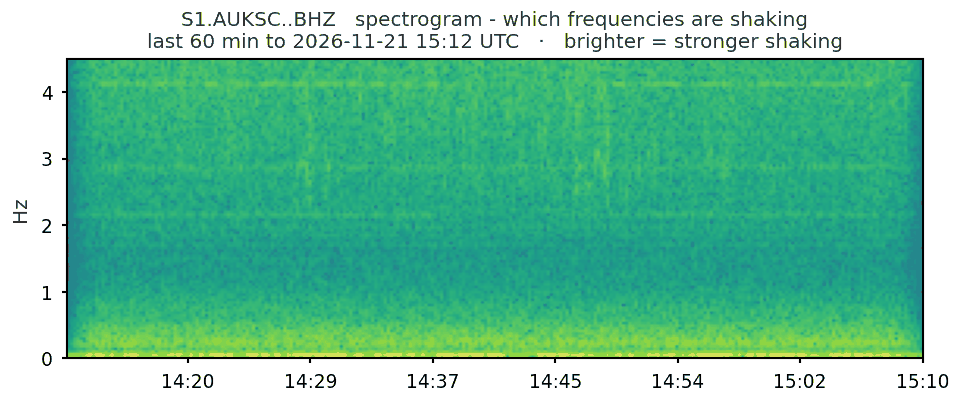 S1.AUKSC..BHZ   spectrogram - which frequencies are shaking
last 60 min to 2026-11-21 15:12 UTC   ·   brighter = stronger shaking
4
3
Hz
2
1
0
14:20 14:29 14:37 14:45 14:54 15:02 15:10